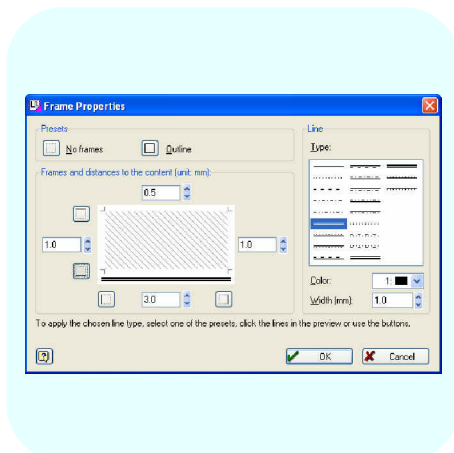 Frame Properties
Presets
No frames
Outline
Frames and distances to the content (unit: mm):
0.5
1.0
1.0
3.0
Line
Type:
Color:
1:
Width (mm):
1.0
To apply the chosen line type, select one of the presets, click the lines in the preview or use the buttons.
?
OK
Cancel